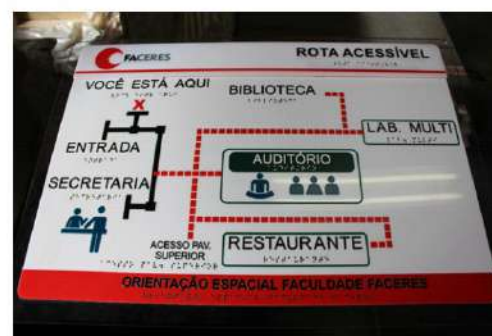 FACERES
ROTA ACESSÍVEL
VOCÊ ESTÁ AQUI
X
BIBLIOTECA
LAB. MULTI
ENTRADA
AUDITÓRIO
SECRETARIA
ACESSO PAV.
SUPERIOR
RESTAURANTE
ORIENTAÇÃO ESPACIAL FACULDADE FACERES